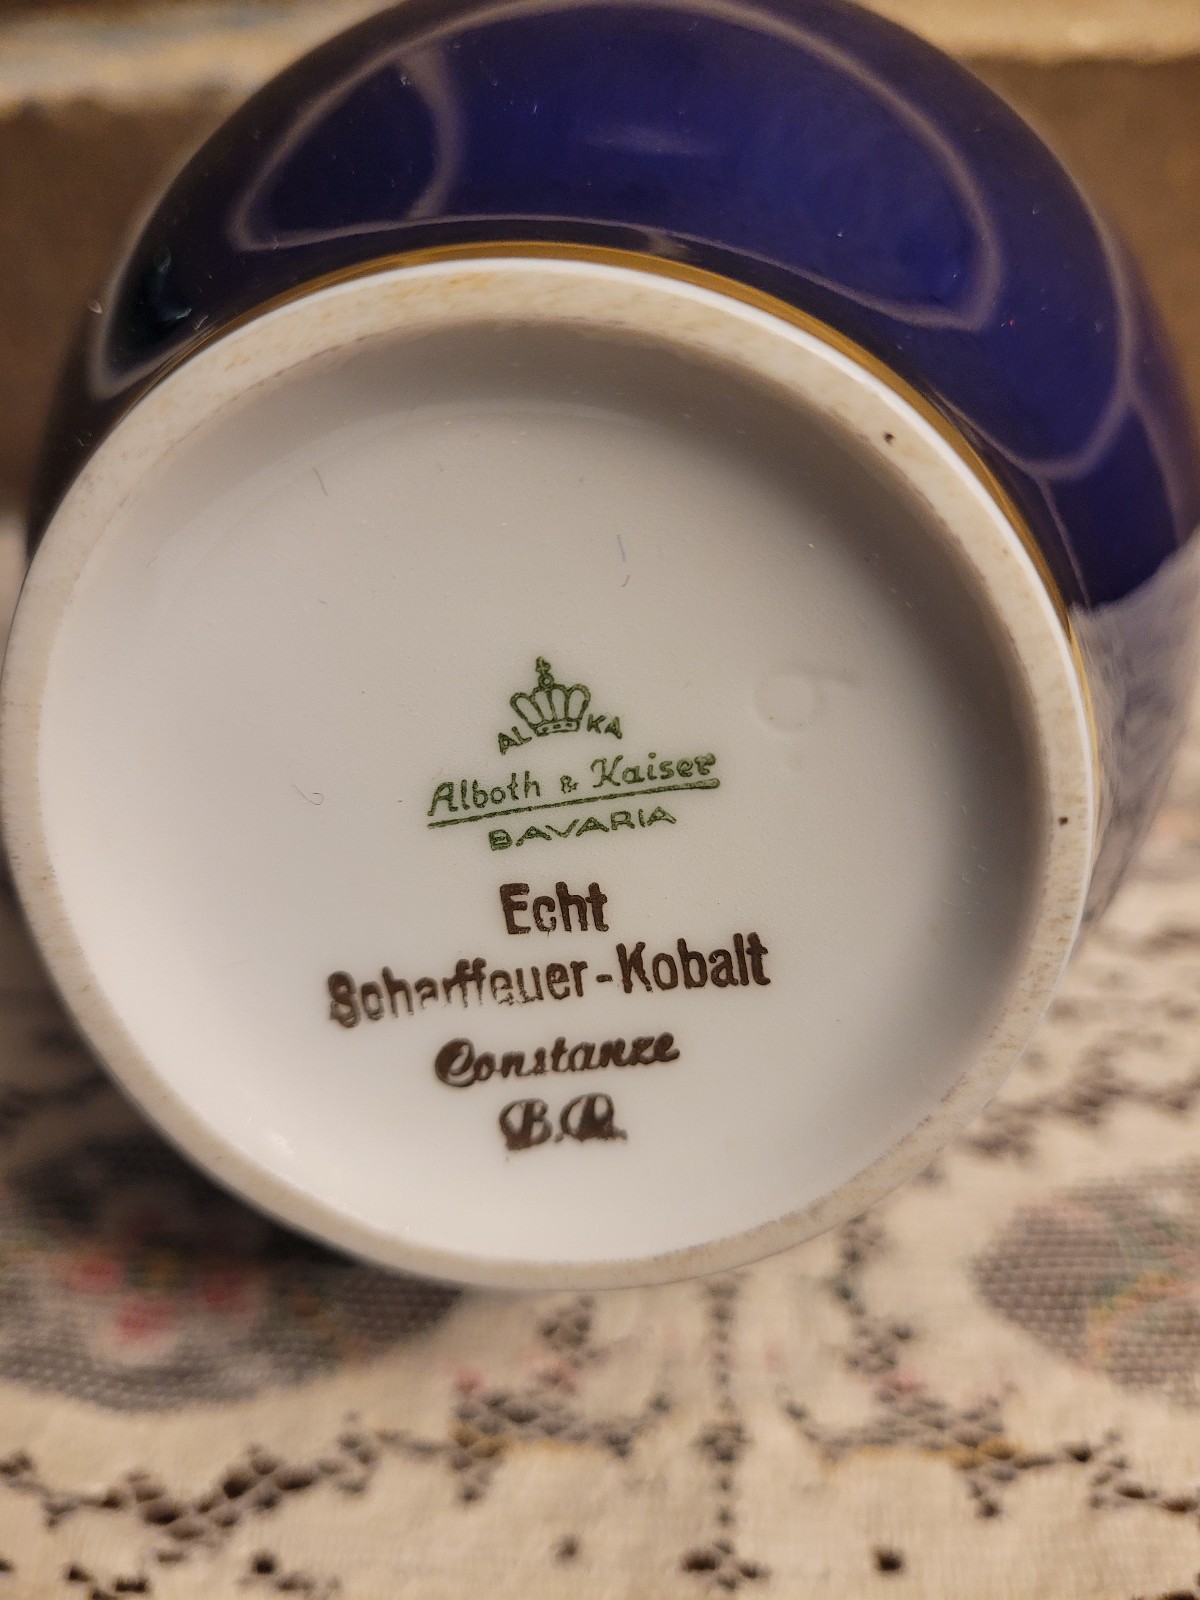 AL KA
Alboth & Kaiser
BAVARIA
Echt
Scharffeuer-Kobalt
Constanze